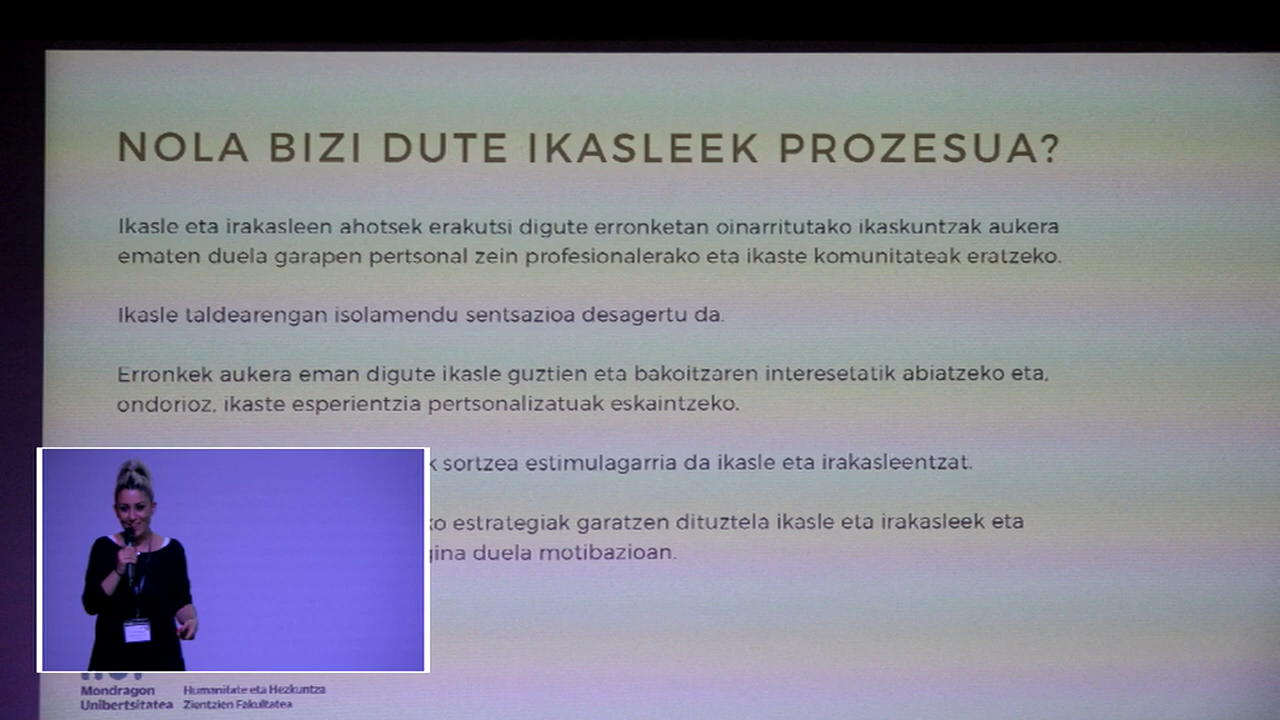 NOLA BIZI DUTE IKASLEEK PROZESUA?
Ikasle eta irakasleen ahotsek erakutsi digute erronketan oinarritutako ikaskuntzak aukera
ematen duela garapen pertsonal zein profesionalerako eta ikaste komunitateak eratzeko.
Ikasle taldearengan isolamendu sentsazioa desagertu da.
Erronkek aukera eman digute ikasle guztien eta bakoitzaren interesetatik abiatzeko eta,
ondorioz, ikaste esperientzia pertsonalizatuak eskaintzeko.
sortzea estimulagarria da ikasle eta irakasleentzat.
estrategiak garatzen dituztela ikasle eta irakasleek eta
duela motibazioan.
Mondragon
Unibertsitatea
Humanitate eta Hezkuntza
Zientzien Fakultatea